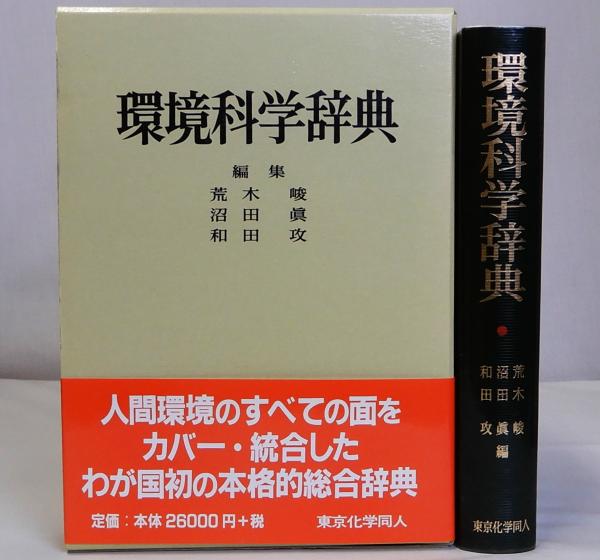 環境科学辞典
編集
荒木 峻
沼田 眞
和田 攻
人間環境のすべての面を
カバー・統合した
わが国初の本格的総合辞典
定価：本体26000円+税 東京化学同人
環境科学辞典
荒木 峻
沼田 眞 編
和田 攻
東京化学同人